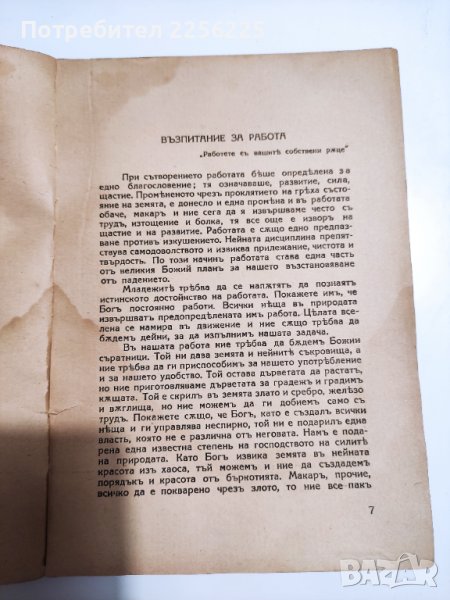 Потребител 2256210
ВЪЗПИТАНИЕ ЗА РАБОТА
„Работете съ вашитѣ собствени рѫце“
При сътворението работата бѣше опредѣлена за
едно благословение; тя означаваше, развитие, сила,
щастие. Промѣненото чрезъ проклятието на грѣха състо-
яние на земята, е донесло и една промѣна и въ работата
обаче, макаръ и ние сега да я извършваме често съ
трудъ, изтощение и болка, тя все още е изворъ на
щастие и на развитие. Работата е сѫщо едно предпаз-
ване противъ изкушението. Нейната дисциплина препят-
ствува самодоволството и извиква прилежание, чистота и
твърдость. По този начинъ работата става една часть
отъ великия Божий планъ за нашето възстановяване
отъ падението.
Младежитѣ трѣбва да се напѫтятъ да познаятъ
истинското достойнство на работата. Покажете имъ, че
Богъ постоянно работи. Всички нѣща въ природата
извършватъ предопредѣлената имъ работа. Цѣлата все-
лена се намира въ движение и ние сѫщо трѣбва да
бѫдемъ дейни, за да изпълнимъ нашата задача.
Въ нашата работа ние трѣбва да бѫдемъ Божии
съратници. Той ни дава земята и нейнитѣ съкровища, а
ние трѣбва да ги приспособимъ за нашето употрѣбление
и за нашето удобство. Той остава дърветата да растатъ,
но ние приготовляваме дърветата за градежъ и градимъ
кѫщата. Той е скрилъ въ земята злато и сребро, желѣзо
и вѫглища, но ние можемъ да ги добиемъ само съ
трудъ. Покажете сѫщо, че Богъ, като е създалъ всички
нѣща и ги управлява неспирно, той ни е подарилъ една
власть, която не е различна отъ неговата. Намъ е пода-
рена една известна степень на господството на силитѣ
на природата. Като Богъ извика земята въ нейната
красота изъ хаоса, тъй можемъ и ние да създадемъ
порядъкъ и красота отъ бъркотията. Макаръ, прочие,
всичко да е покварено чрезъ злото, то ние все-пакъ
7
BAZAR